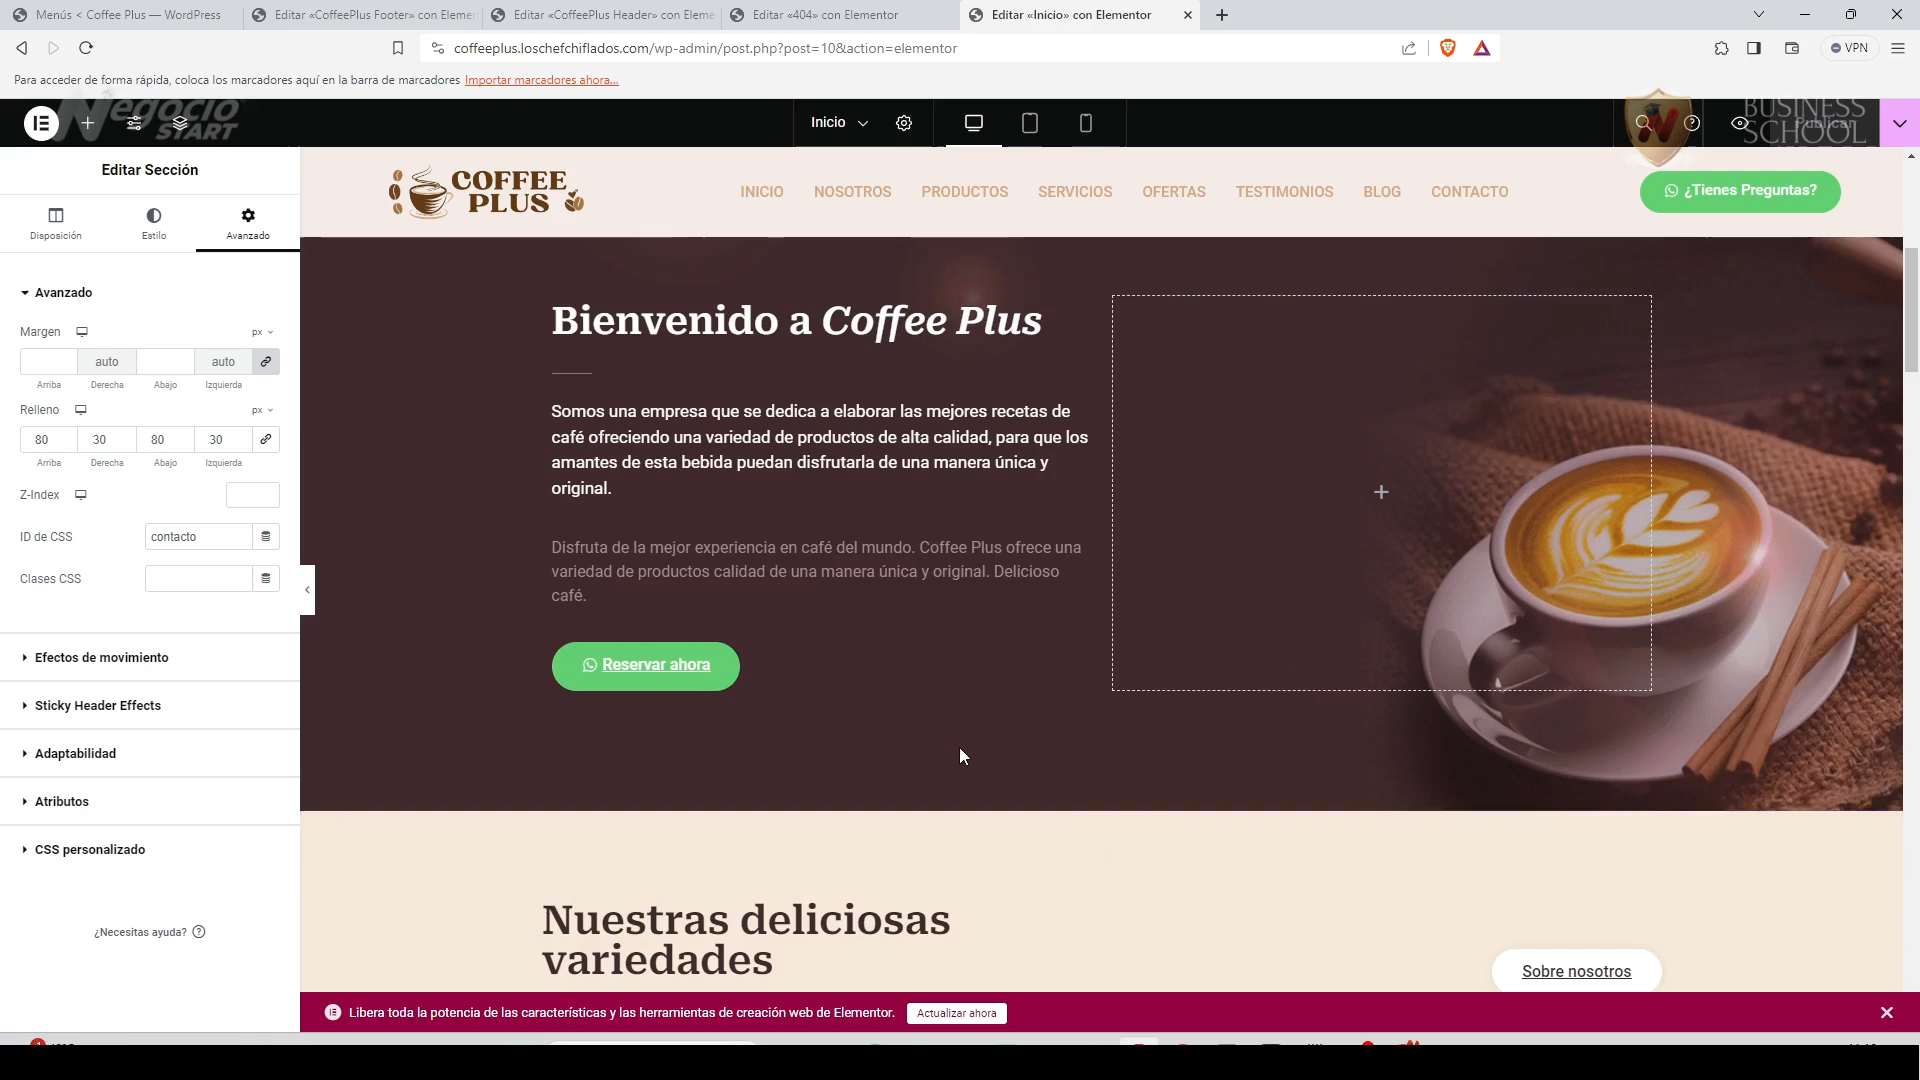 Menús < Coffee Plus — WordPress
Editar «CoffeePlus Footer» con Elemen
Editar «CoffeePlus Header» con Eleme
Editar «404» con Elementor
Editar «Inicio» con Elementor
coffeeplus.loschefchiflados.com/wp-admin/post.php?post=10&action=elementor
VPN
Para acceder de forma rápida, coloca los marcadores aquí en la barra de marcadores Importar marcadores ahora...
Negocio
START
Inicio
BUSINESS
SCHOOL
Publicar
Editar Sección
Disposición
Estilo
Avanzado
Avanzado
Margen
px
auto
auto
Arriba
Derecha
Abajo
Izquierda
Relleno
px
80
30
80
30
Arriba
Derecha
Abajo
Izquierda
Z-Index
ID de CSS
contacto
Clases CSS
Efectos de movimiento
Sticky Header Effects
Adaptabilidad
Atributos
CSS personalizado
¿Necesitas ayuda?
COFFEE
PLUS
INICIO
NOSOTROS
PRODUCTOS
SERVICIOS
OFERTAS
TESTIMONIOS
BLOG
CONTACTO
¿Tienes Preguntas?
Bienvenido a Coffee Plus
Somos una empresa que se dedica a elaborar las mejores recetas de
café ofreciendo una variedad de productos de alta calidad, para que los
amantes de esta bebida puedan disfrutarla de una manera única y
original.
Disfruta de la mejor experiencia en café del mundo. Coffee Plus ofrece una
variedad de productos calidad de una manera única y original. Delicioso
café.
Reservar ahora
Nuestras deliciosas
variedades
Sobre nosotros
Libera toda la potencia de las características y las herramientas de creación web de Elementor.
Actualizar ahora